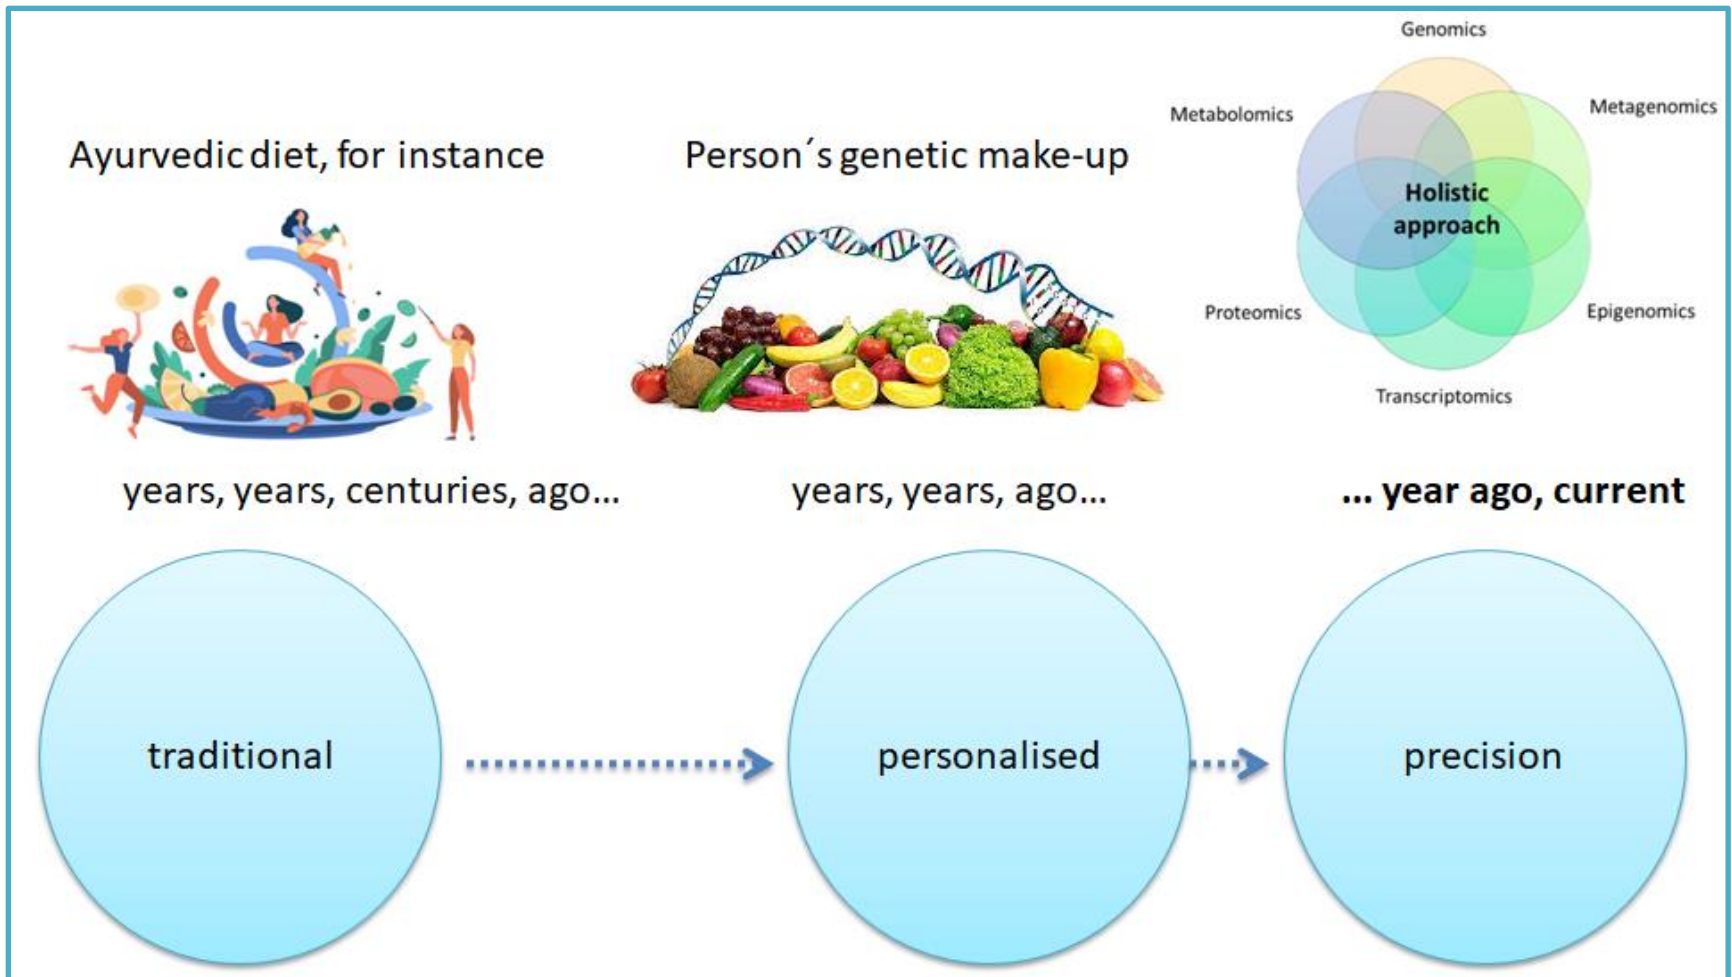 Genomics
Metabolomics
Metagenomics
Ayurvedic diet, for instance
Person´s genetic make-up
Holistic
approach
Proteomics
Epigenomics
Transcriptomics
years, years, centuries, ago...
years, years, ago...
... year ago, current
traditional
personalised
precision